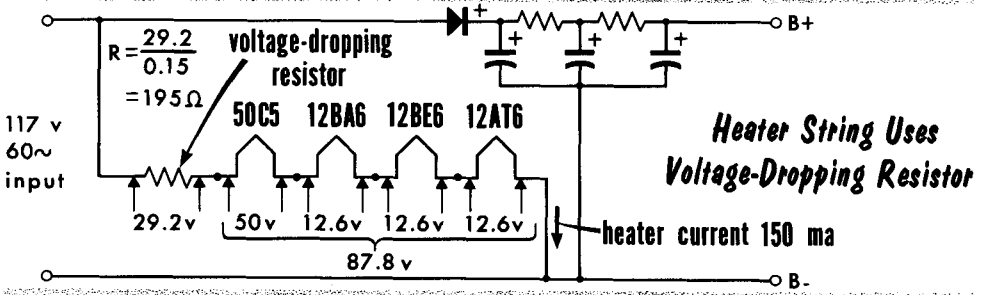 B+
R = 29.2 / 0.15
= 195Ω
voltage-dropping
resistor
117 v
60~
input
50C5 12BA6 12BE6 12AT6
Heater String Uses
Voltage-Dropping Resistor
29.2v 50v 12.6v 12.6v 12.6v
87.8 v
heater current 150 ma
B-